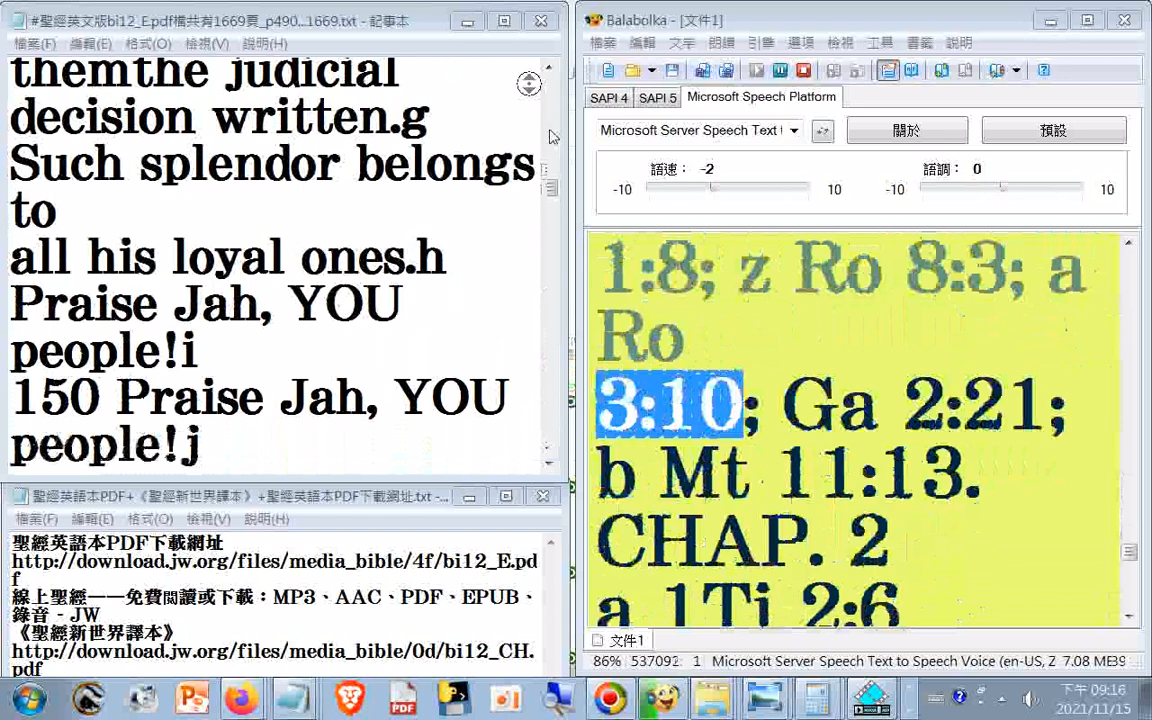 #聖經英文版bi12_E.pdf檔共有1669頁_p490...1669.txt - 記事本
檔案(F) 編輯(E) 格式(O) 檢視(V) 說明(H)
themthe judicial
decision written.g
Such splendor belongs
to
all his loyal ones.h
Praise Jah, YOU
people!i
150 Praise Jah, YOU
people!j
聖經英語本PDF+《聖經新世界譯本》+聖經英語本PDF下載網址.txt -...
檔案(F) 編輯(E) 格式(O) 檢視(V) 說明(H)
聖經英語本PDF下載網址
http://download.jw.org/files/media_bible/4f/bi12_E.pd
f
線上聖經──免費閱讀或下載：MP3、AAC、PDF、EPUB、
錄音 - JW
《聖經新世界譯本》
http://download.jw.org/files/media_bible/0d/bi12_CH.
pdf
Balabolka - [文件1]
檔案 編輯 文字 朗讀 引擎 選項 檢視 工具 書籤 說明
SAPI 4 SAPI 5 Microsoft Speech Platform
Microsoft Server Speech Text 關於 預設
語速： -2 語調： 0
-10 10 -10 10
1:8; z Ro 8:3; a
Ro
3:10; Ga 2:21;
b Mt 11:13.
CHAP. 2
a 1Ti 2:6
文件1
86% 537092: 1 Microsoft Server Speech Text to Speech Voice (en-US, Z 7.08 MB
下午 09:16
2021/11/15